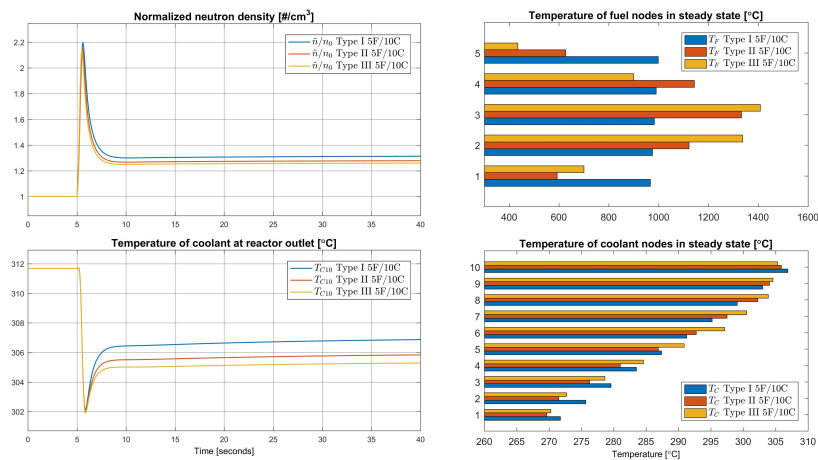 Normalized neutron density [#/cm³]
ñ/n₀ Type I 5F/10C
ñ/n₀ Type II 5F/10C
ñ/n₀ Type III 5F/10C
2.2
2
1.8
1.6
1.4
1.2
1
0 5 10 15 20 25 30 35 40
Temperature of fuel nodes in steady state [°C]
T_F Type I 5F/10C
T_F Type II 5F/10C
T_F Type III 5F/10C
5
4
3
2
1
400 600 800 1000 1200 1400 1600
Temperature of coolant at reactor outlet [°C]
T_C10 Type I 5F/10C
T_C10 Type II 5F/10C
T_C10 Type III 5F/10C
312
310
308
306
304
302
0 5 10 15 20 25 30 35 40
Time [seconds]
Temperature of coolant nodes in steady state [°C]
10
9
8
7
6
5
4
3
2
1
T_C Type I 5F/10C
T_C Type II 5F/10C
T_C Type III 5F/10C
260 265 270 275 280 285 290 295 300 305 310
Temperature [°C]